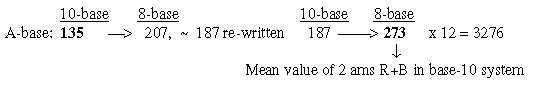 10-base 8-base 10-base 8-base
A-base: 135 —> 207, ~ 187 re-written 187 ——> 273 x 12 = 3276
↓
Mean value of 2 ams R+B in base-10 system